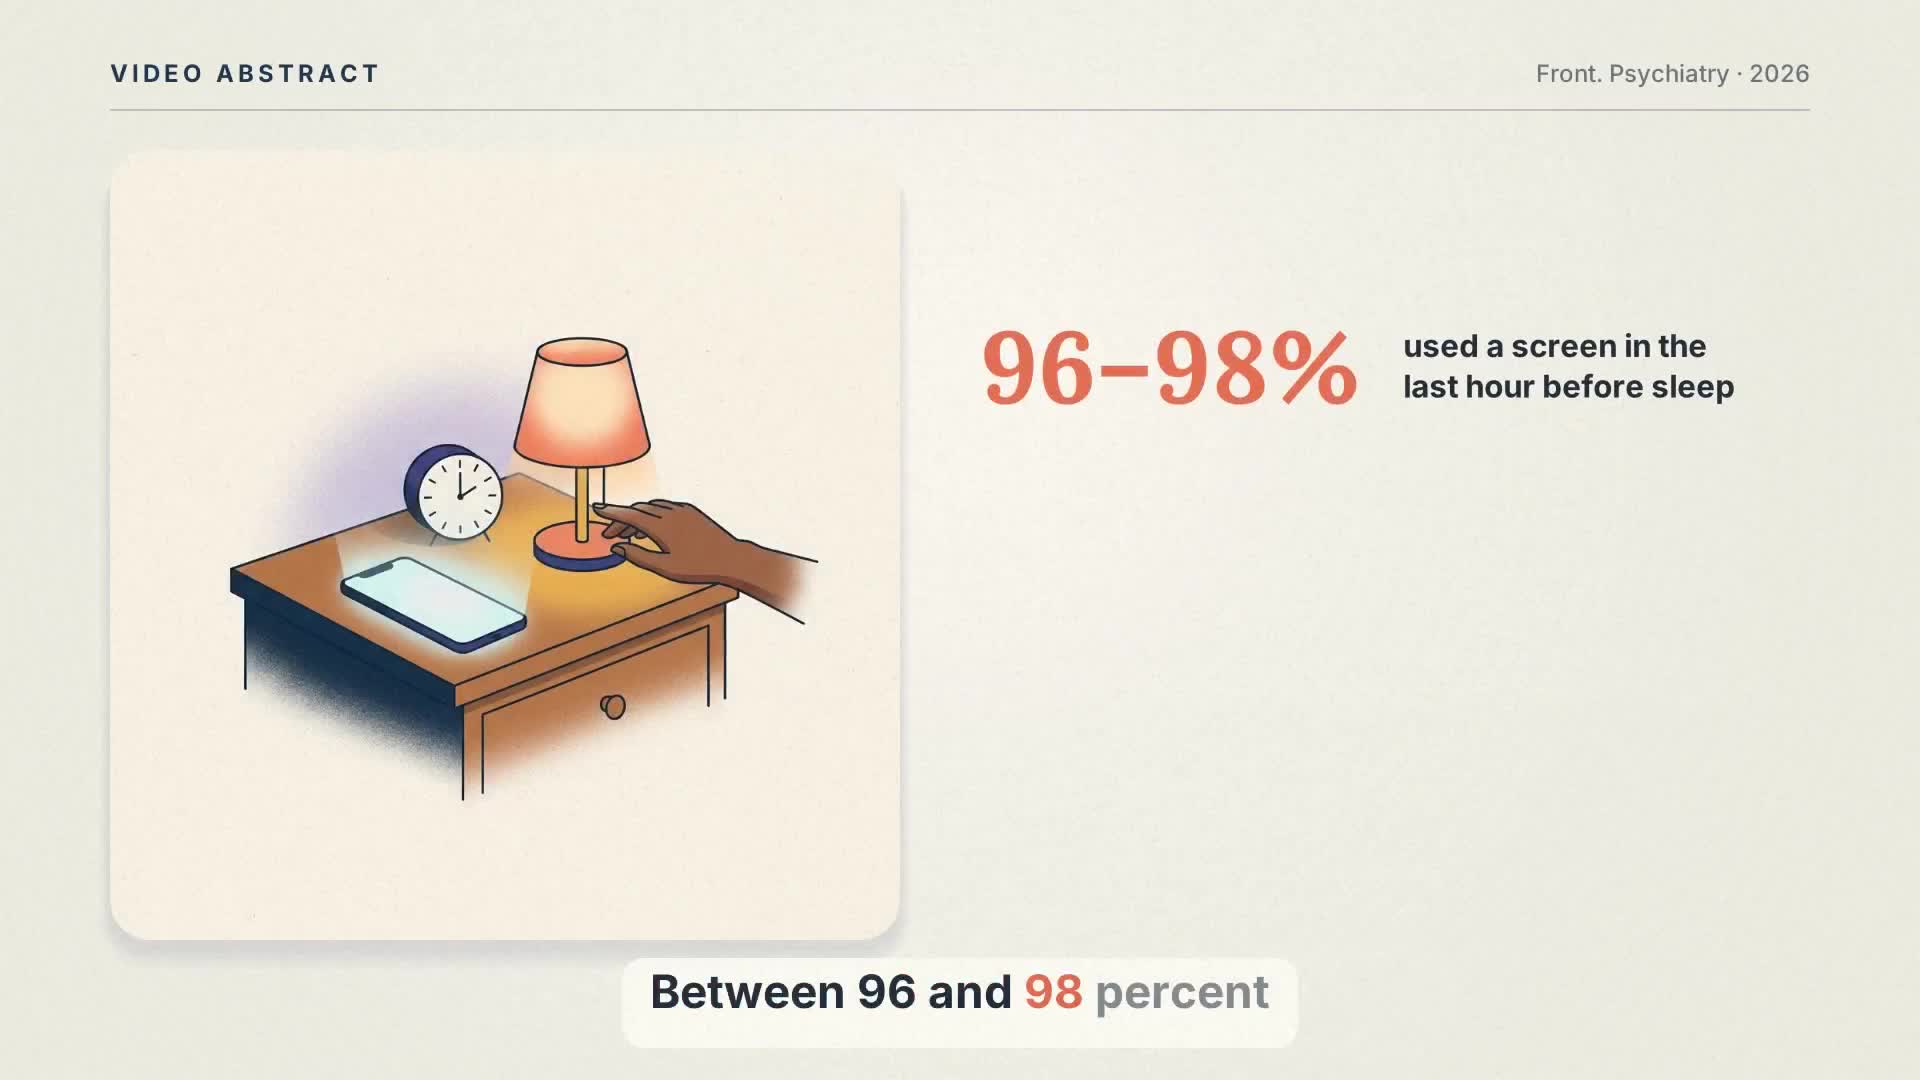 VIDEO ABSTRACT
Front. Psychiatry · 2026
96–98%
used a screen in the
last hour before sleep
Between 96 and 98 percent